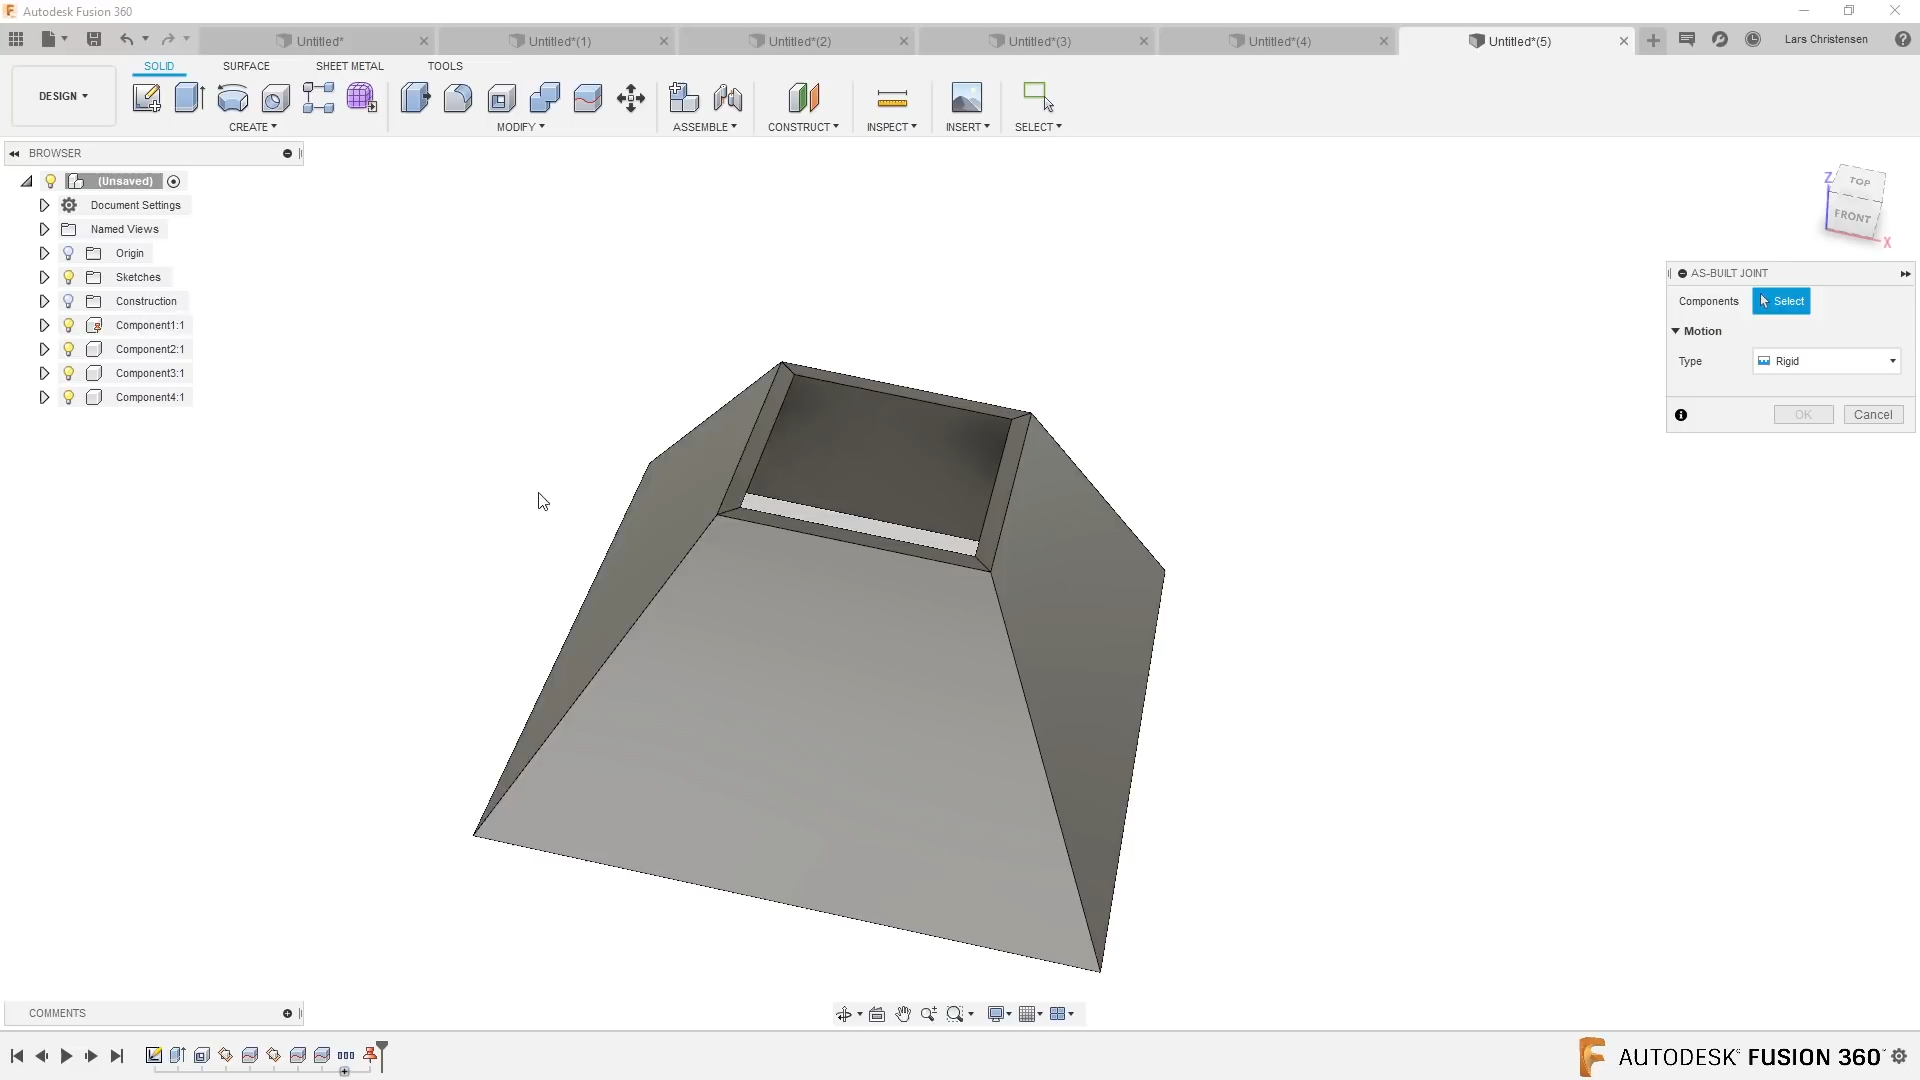 Autodesk Fusion 360
Untitled*
Untitled*(1)
Untitled*(2)
Untitled*(3)
Untitled*(4)
Untitled*(5)
Lars Christensen
DESIGN
SOLID
SURFACE
SHEET METAL
TOOLS
CREATE
MODIFY
ASSEMBLE
CONSTRUCT
INSPECT
INSERT
SELECT
BROWSER
(Unsaved)
Document Settings
Named Views
Origin
Sketches
Construction
Component1:1
Component2:1
Component3:1
Component4:1
TOP
FRONT
Z
X
AS-BUILT JOINT
Components
Select
Motion
Type
Rigid
OK
Cancel
COMMENTS
AUTODESK FUSION 360